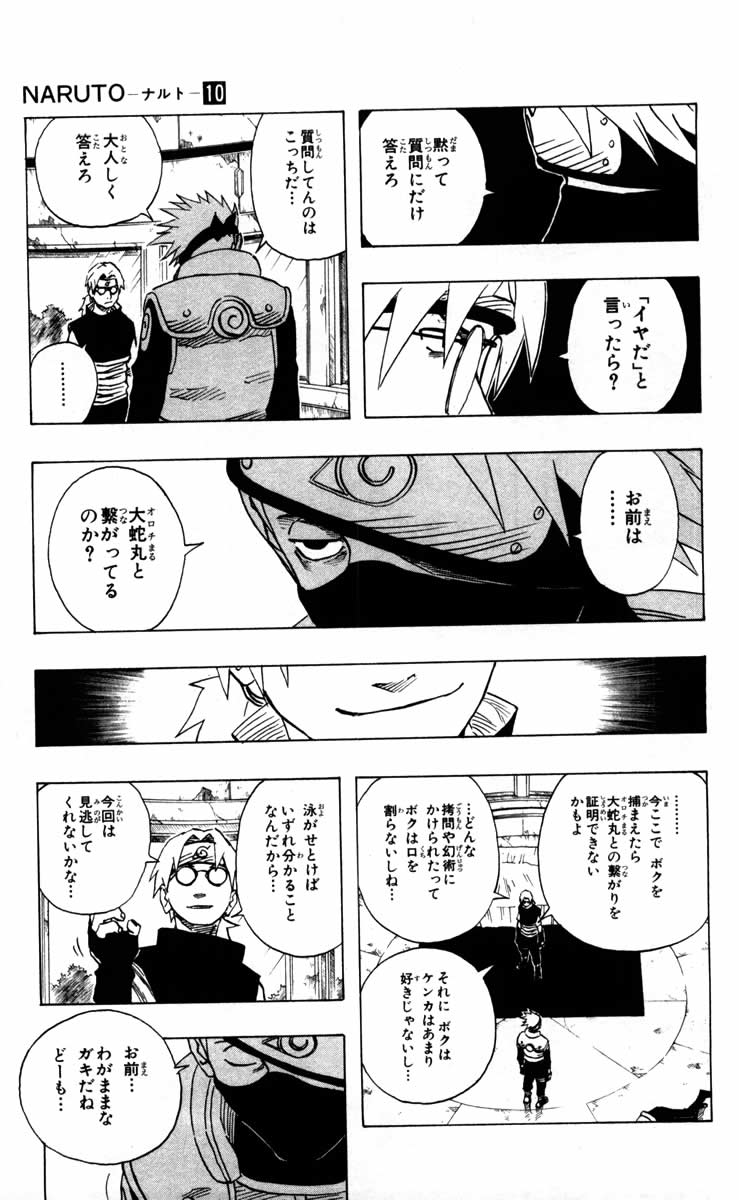 NARUTO―ナルト― 10
黙って
質問にだけ
答えろ
質問してんのは
こっちだ…
大人しく
答えろ
………
「イヤだ」と
言ったら?
お前は
……
大蛇丸と
繋がってる
のか?
………
今ここで ボクを
捕まえたら
大蛇丸との繋がりを
証明できない
かもよ
…どんな
拷問や幻術に
かけられたって
ボクは口を
割らないしね…
それに ボクは
ケンカはあまり
好きじゃないし…
泳がせとけば
いずれ分かること
なんだから…
今回は
見逃して
くれないかな…
お前…
わがままな
ガキだね
どーも…